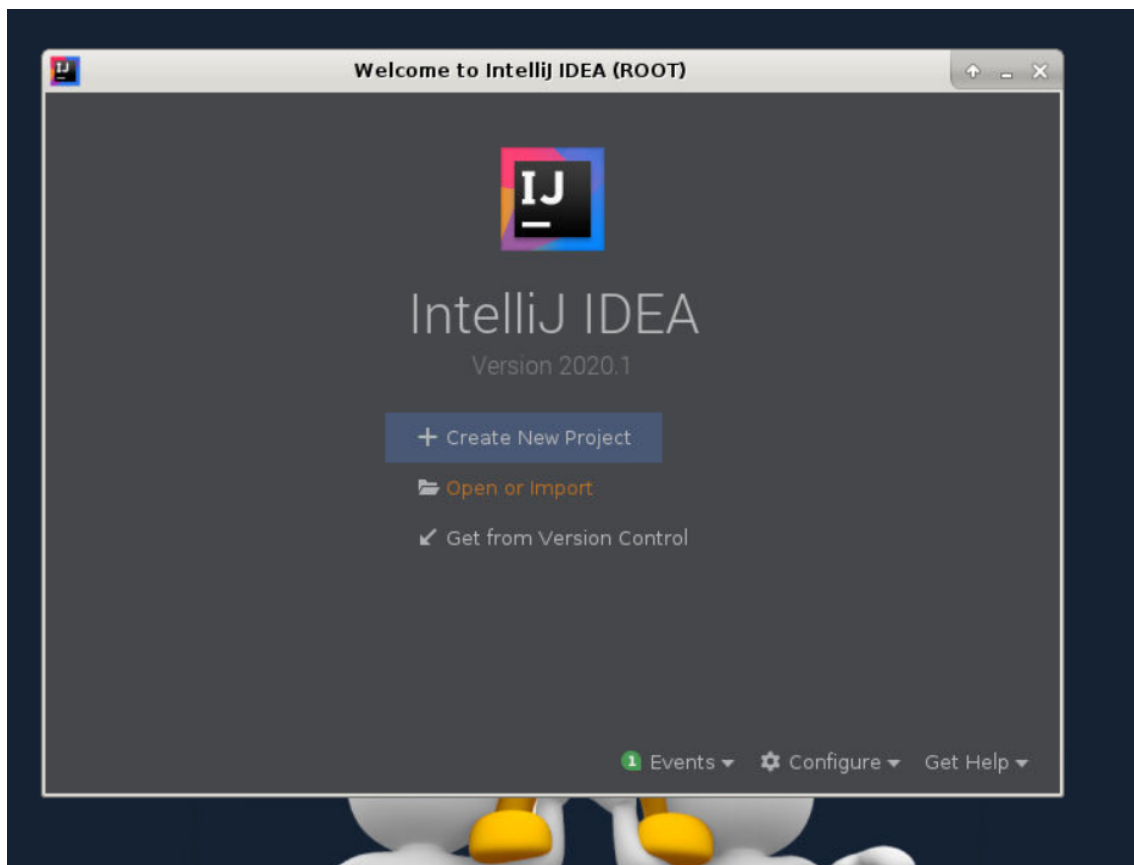 Welcome to IntelliJ IDEA (ROOT)
IJ
IntelliJ IDEA
Version 2020.1
Create New Project
Open or Import
Get from Version Control
1 Events Configure Get Help